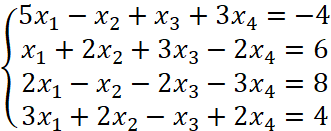 5x₁ − x₂ + x₃ + 3x₄ = −4
x₁ + 2x₂ + 3x₃ − 2x₄ = 6
2x₁ − x₂ − 2x₃ − 3x₄ = 8
3x₁ + 2x₂ − x₃ + 2x₄ = 4